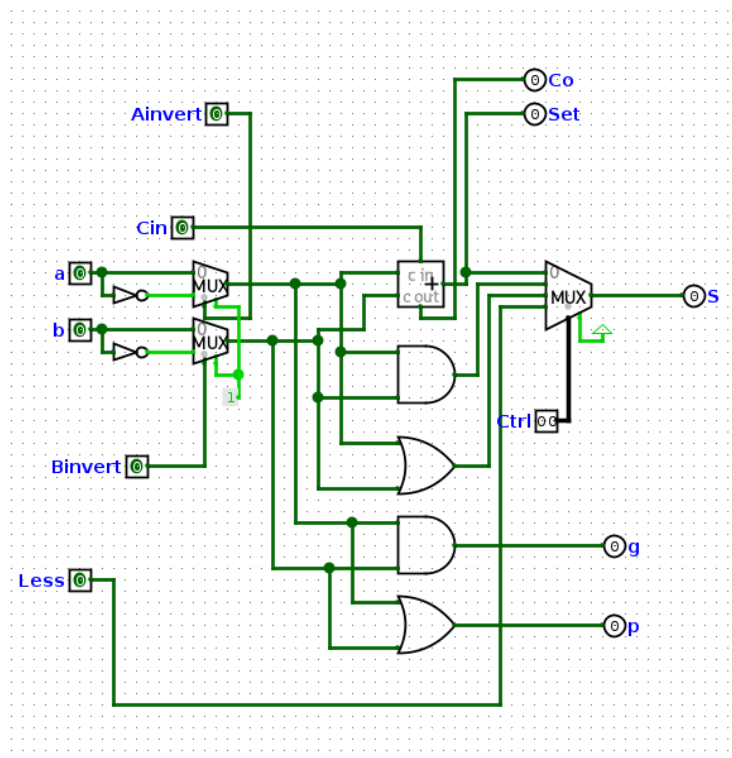 0 Co
Ainvert 0
0 Set
Cin 0
a 0
0
MUX
c in
+
c out
0
MUX
0 S
b 0
0
MUX
1
Ctrl 00
Binvert 0
0 g
Less 0
0 p